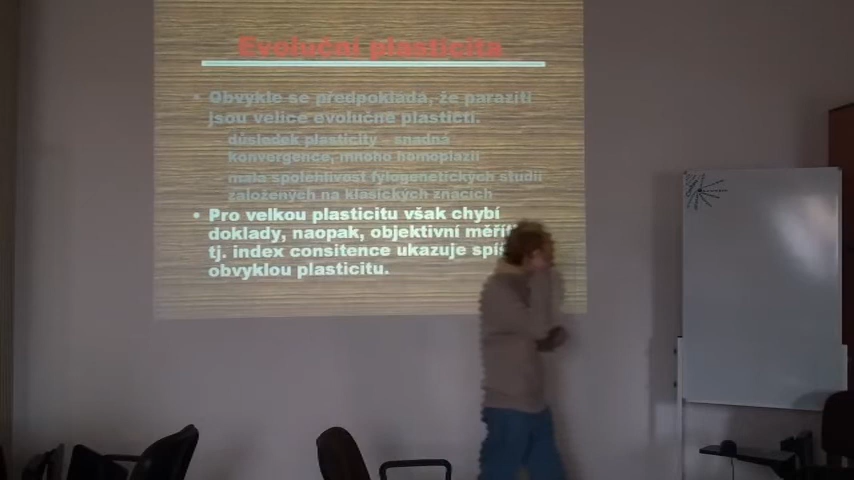 Evoluční plasticita
• Obvykle se předpokládá, že paraziti
jsou velice evolučně plastičtí.
důsledek plasticity - snadná
konvergence, mnoho homoplazií
malá spolehlivost fylogenetických studií
založených na klasických znacích
• Pro velkou plasticitu však chybí
doklady, naopak, objektivní
tj. index consitence ukazuje
obvyklou plasticitu.